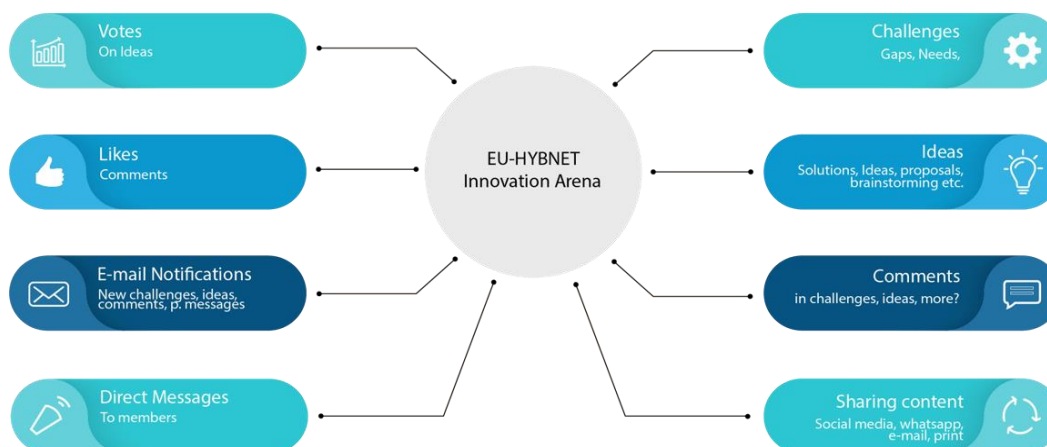 Votes
On Ideas
Likes
Comments
E-mail Notifications
New challenges, ideas,
comments, p. messages
Direct Messages
To members
EU-HYBNET
Innovation Arena
Challenges
Gaps, Needs,
Ideas
Solutions, Ideas, proposals,
brainstorming etc.
Comments
in challenges, ideas, more?
Sharing content
Social media, whatsapp,
e-mail, print